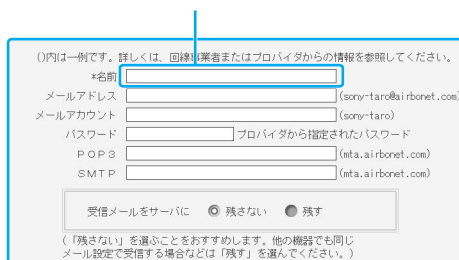 ()内は一例です。詳しくは、回線事業者またはプロバイダからの情報を参照してください。
*名前
メールアドレス (sony-taro@airbonet.com)
メールアカウント (sony-taro)
パスワード プロバイダから指定されたパスワード
POP3 (mta.airbonet.com)
SMTP (mta.airbonet.com)
受信メールをサーバに 残さない 残す
(「残さない」を選ぶことをおすすめします。他の機器でも同じ
メール設定で受信する場合などは「残す」を選んでください。)